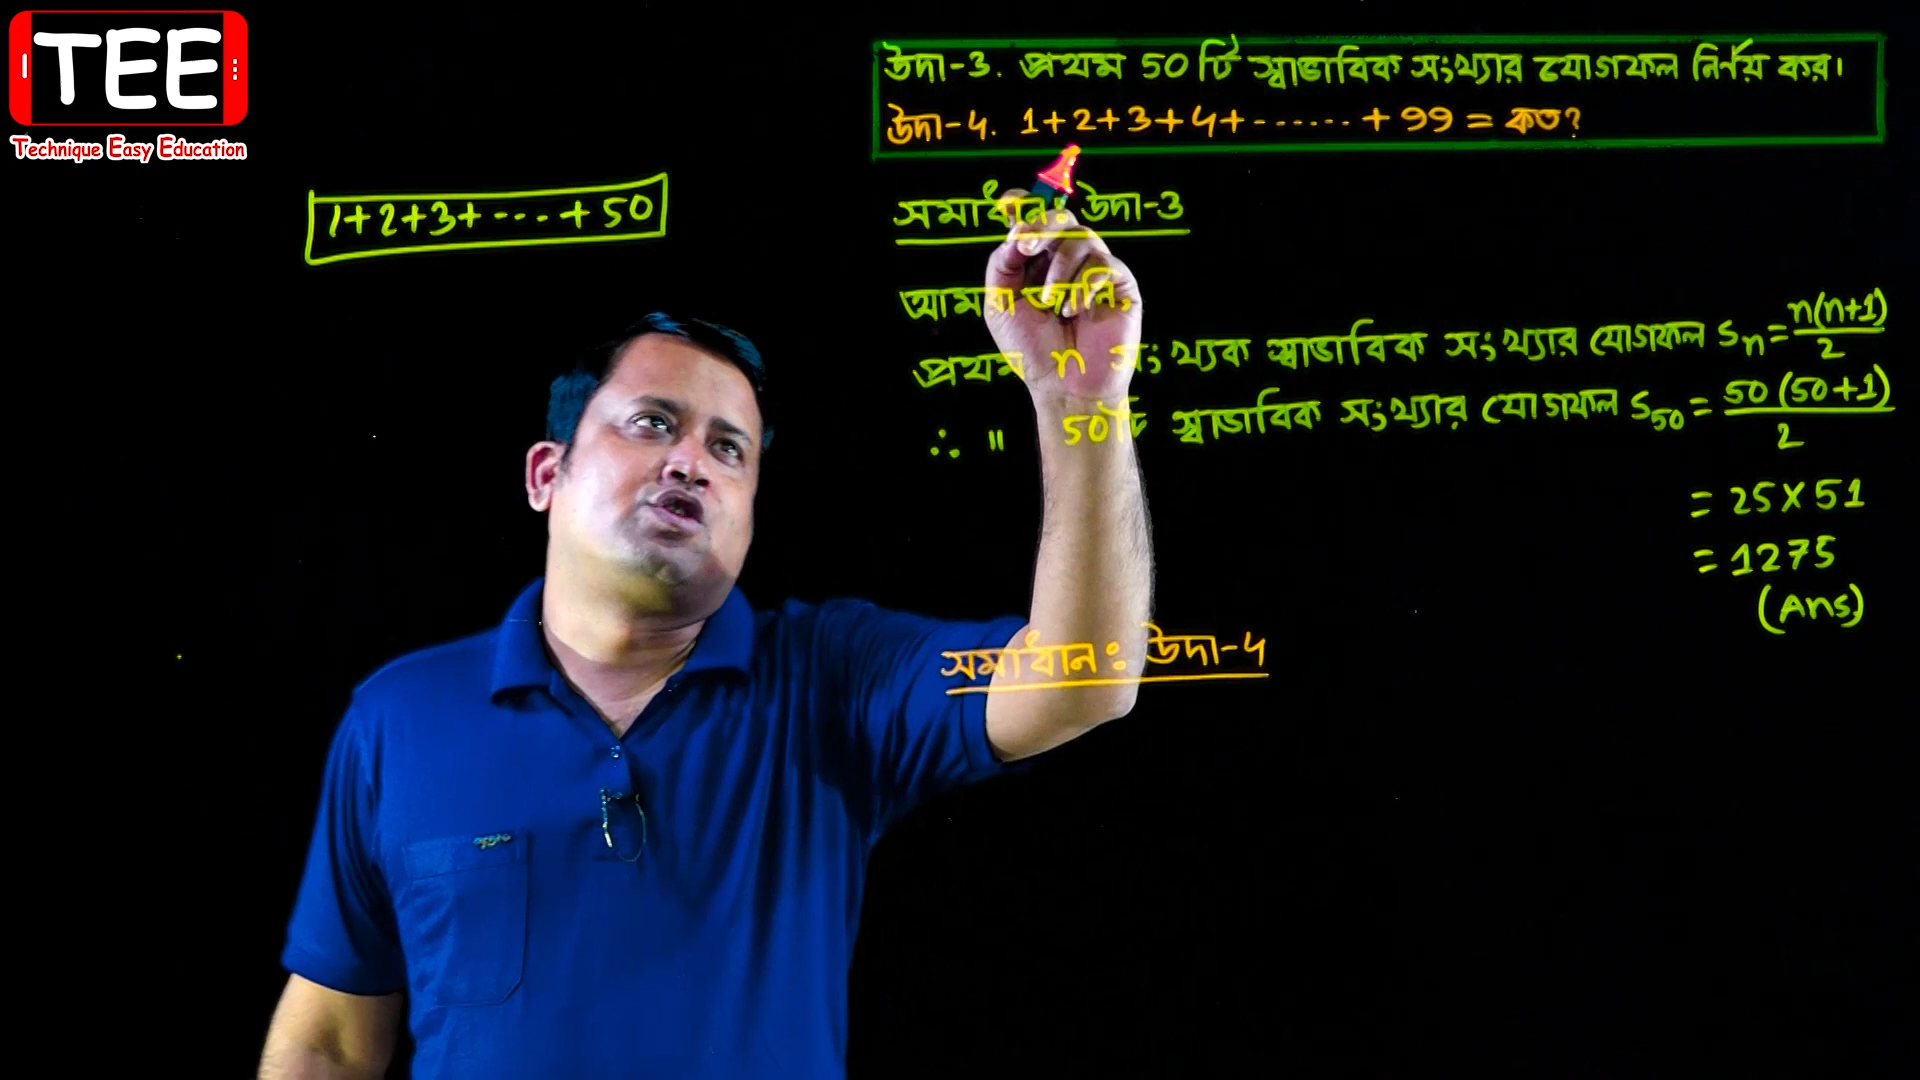 TEE
Technique Easy Education
উদা-3. প্রথম 50 টি স্বাভাবিক সংখ্যার যোগফল নির্ণয় কর।
উদা-4. 1+2+3+4+------+99 = কত?
1+2+3+ ---- + 50
সমাধান: উদা-3
আমরা জানি,
প্রথম n সংখ্যক স্বাভাবিক সংখ্যার যোগফল Sn = n(n+1)/2
∴ " 50টি স্বাভাবিক সংখ্যার যোগফল S50 = 50(50+1)/2
= 25 × 51
= 1275
(Ans)
সমাধান: উদা-4